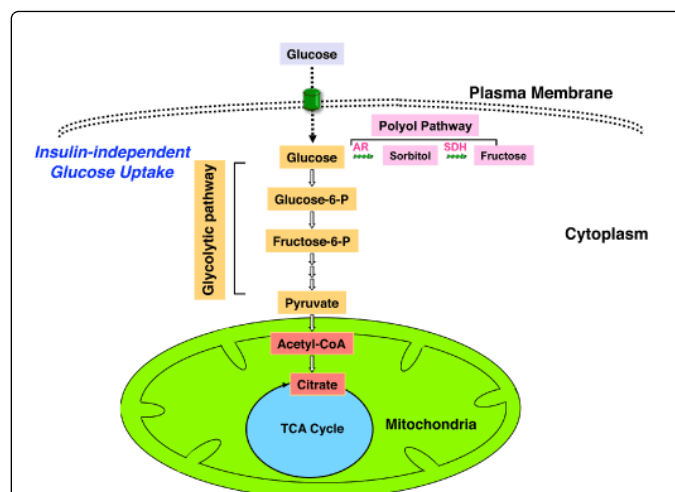 Glucose
Plasma Membrane
Polyol Pathway
Insulin-independent
Glucose Uptake
Glucose
AR
Sorbitol
SDH
Fructose
Glycolytic pathway
Glucose-6-P
Fructose-6-P
Cytoplasm
Pyruvate
Acetyl-CoA
Citrate
TCA Cycle
Mitochondria